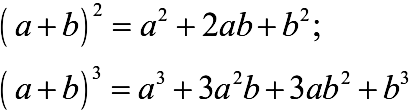 (a+b)² = a² + 2ab + b²;
(a+b)³ = a³ + 3a²b + 3ab² + b³